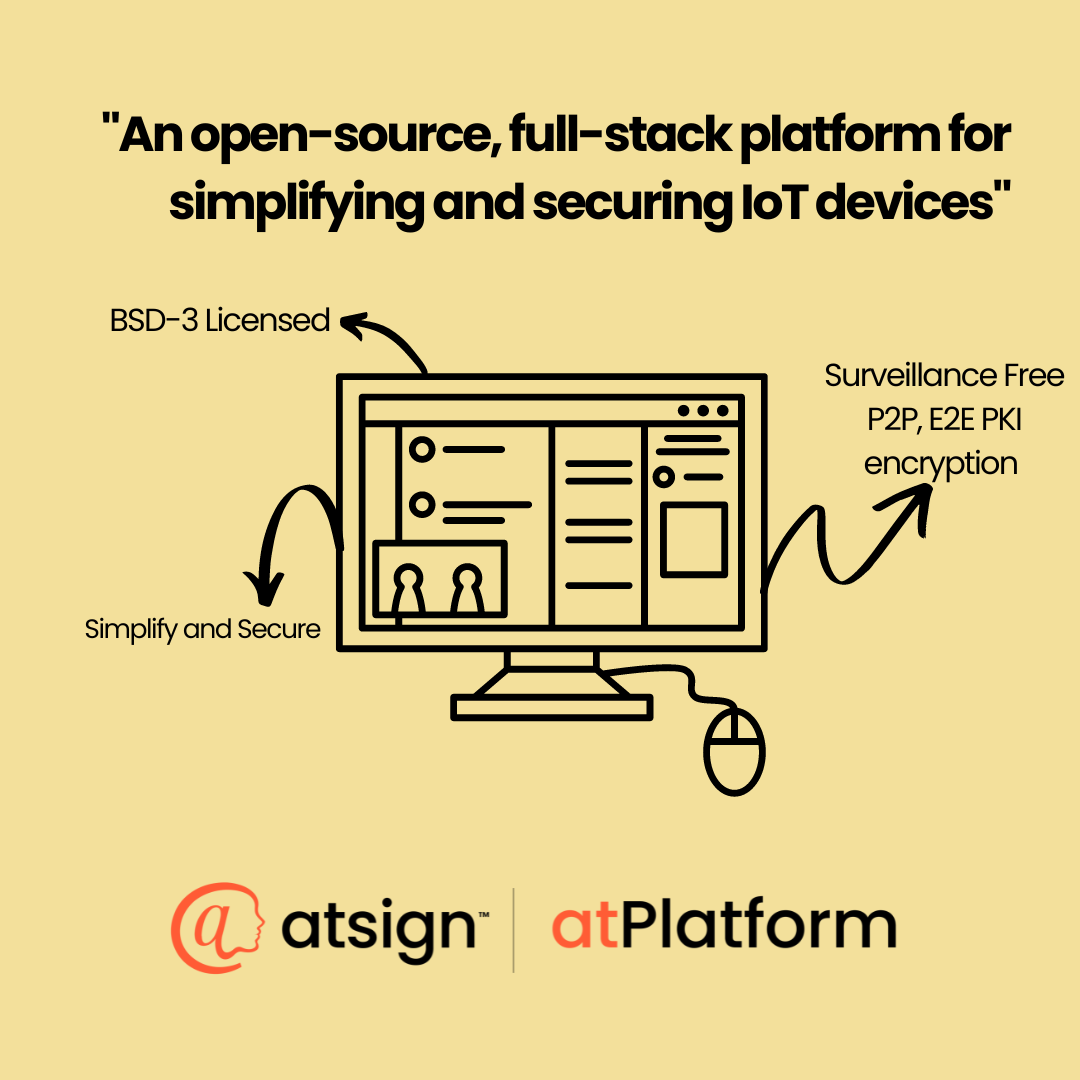 "An open-source, full-stack platform for
simplifying and securing IoT devices"
BSD-3 Licensed
Surveillance Free
P2P, E2E PKI
encryption
Simplify and Secure
@ atsign™ | atPlatform